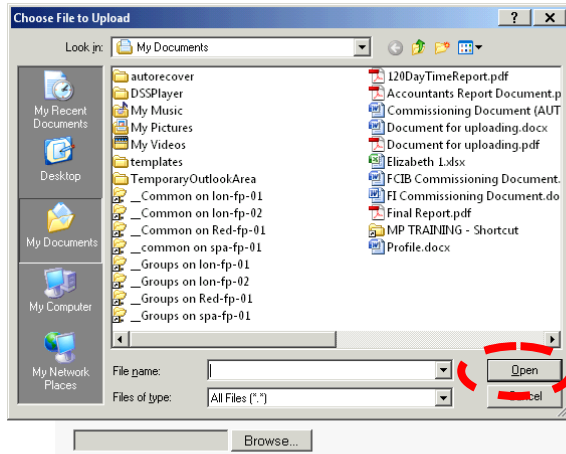 Choose File to Upload
Look in:
My Documents
My Recent
Documents
Desktop
My Documents
My Computer
My Network
Places
autorecover
DSSPlayer
My Music
My Pictures
My Videos
templates
TemporaryOutlookArea
__Common on lon-fp-01
__Common on lon-fp-02
__Common on Red-fp-01
__common on spa-fp-01
__Groups on lon-fp-01
__Groups on lon-fp-02
__Groups on Red-fp-01
__Groups on spa-fp-01
120DayTimeReport.pdf
Accountants Report Document.p
Commissioning Document (AUT
Document for uploading.docx
Document for uploading.pdf
Elizabeth 1.xlsx
FCIB Commissioning Document.
FI Commissioning Document.do
Final Report.pdf
MP TRAINING - Shortcut
Profile.docx
File name:
Open
Files of type:
All Files (*.*)
Cancel
Browse...